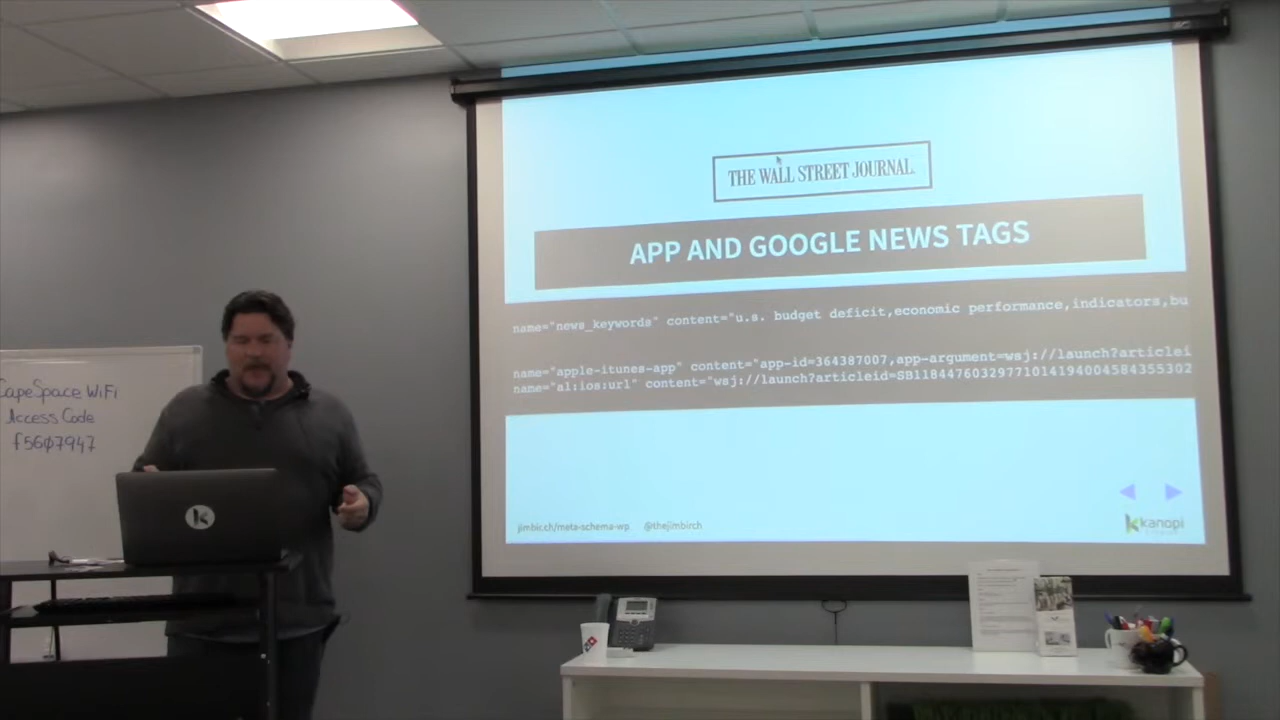 THE WALL STREET JOURNAL.
APP AND GOOGLE NEWS TAGS
name="news_keywords" content="u.s. budget deficit,economic performance,indicators,bu
name="apple-itunes-app" content="app-id=364387007,app-argument=wsj://launch?articlei
name="al:ios:url" content="wsj://launch?articleid=SB11844760329771014194004584355302
jimbir.ch/meta-schema-wp @thejimbirch
kanopi
CapeSpace WiFi
Access Code
f5607947